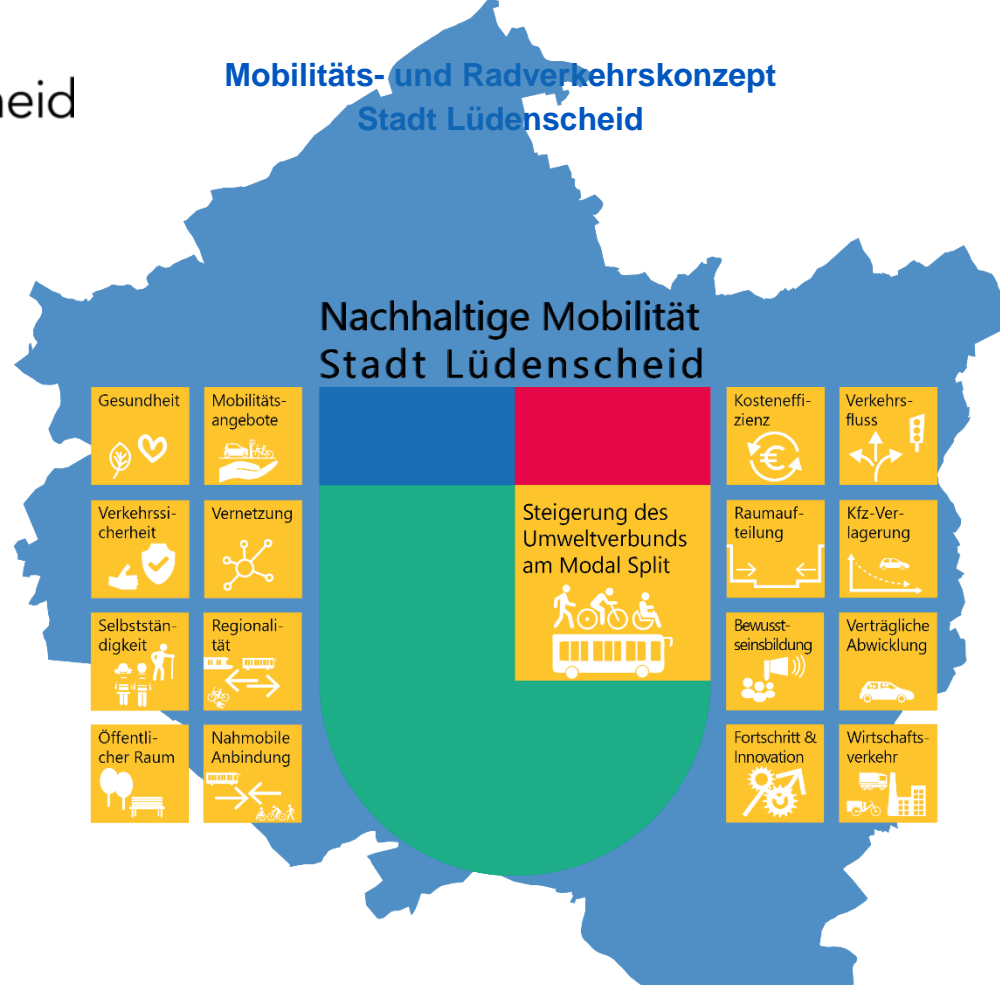 Mobilitäts- und Radverkehrskonzept
Stadt Lüdenscheid
eid
Nachhaltige Mobilität
Stadt Lüdenscheid
Gesundheit
Mobilitäts-
angebote
Verkehrssi-
cherheit
Vernetzung
Selbststän-
digkeit
Regionali-
tät
Öffentli-
cher Raum
Nahmobile
Anbindung
Steigerung des
Umweltverbunds
am Modal Split
Kosteneffi-
zienz
Verkehrs-
fluss
Raumauf-
teilung
Kfz-Ver-
lagerung
Bewusst-
seinsbildung
Verträgliche
Abwicklung
Fortschritt &
Innovation
Wirtschafts-
verkehr